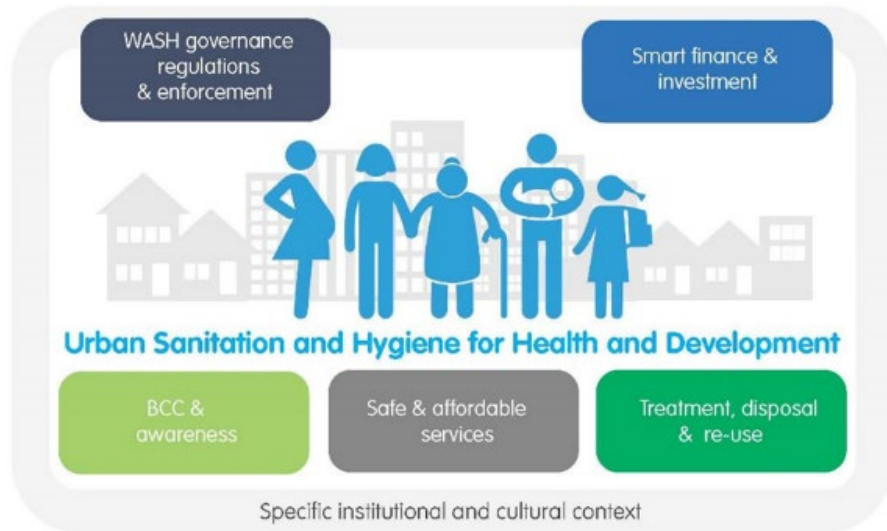 WASH governance
regulations
& enforcement
Smart finance &
investment
Urban Sanitation and Hygiene for Health and Development
BCC &
awareness
Safe & affordable
services
Treatment, disposal
& re-use
Specific institutional and cultural context